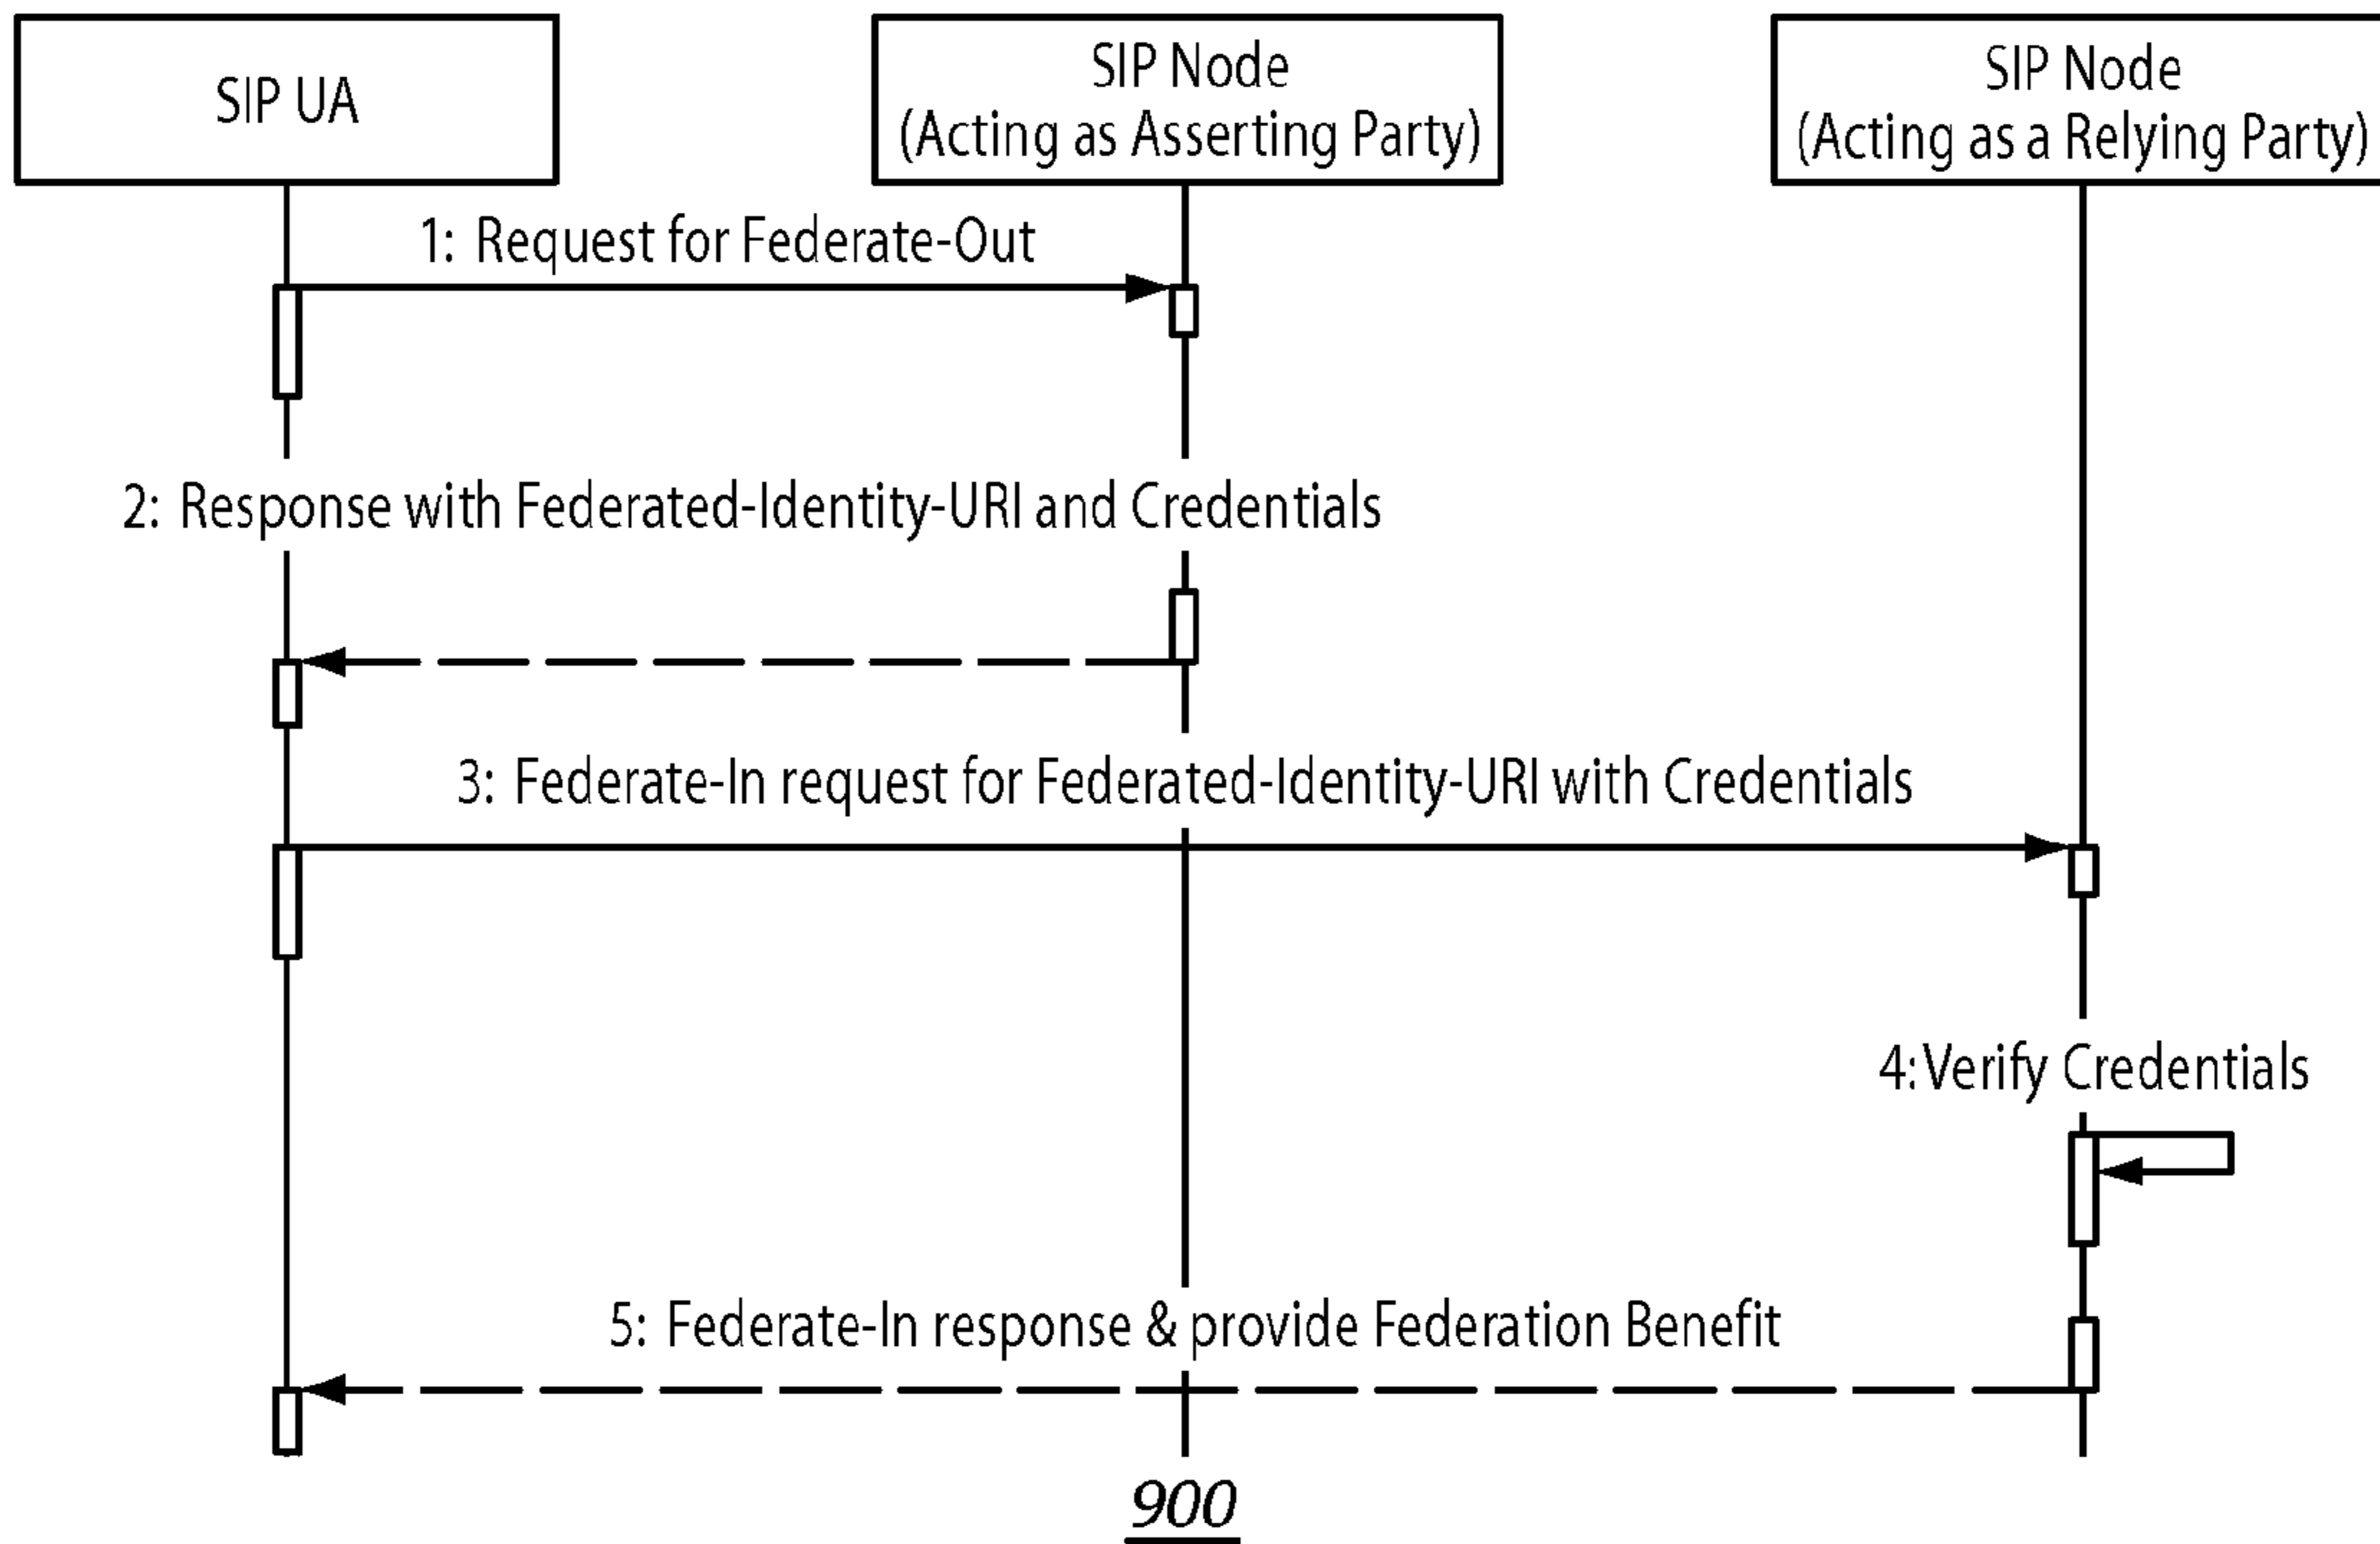 SIP UA
SIP Node
(Acting as Asserting Party)
SIP Node
(Acting as a Relying Party)
1: Request for Federate-Out
2: Response with Federated-Identity-URI and Credentials
3: Federate-In request for Federated-Identity-URI with Credentials
4: Verify Credentials
5: Federate-In response & provide Federation Benefit
900